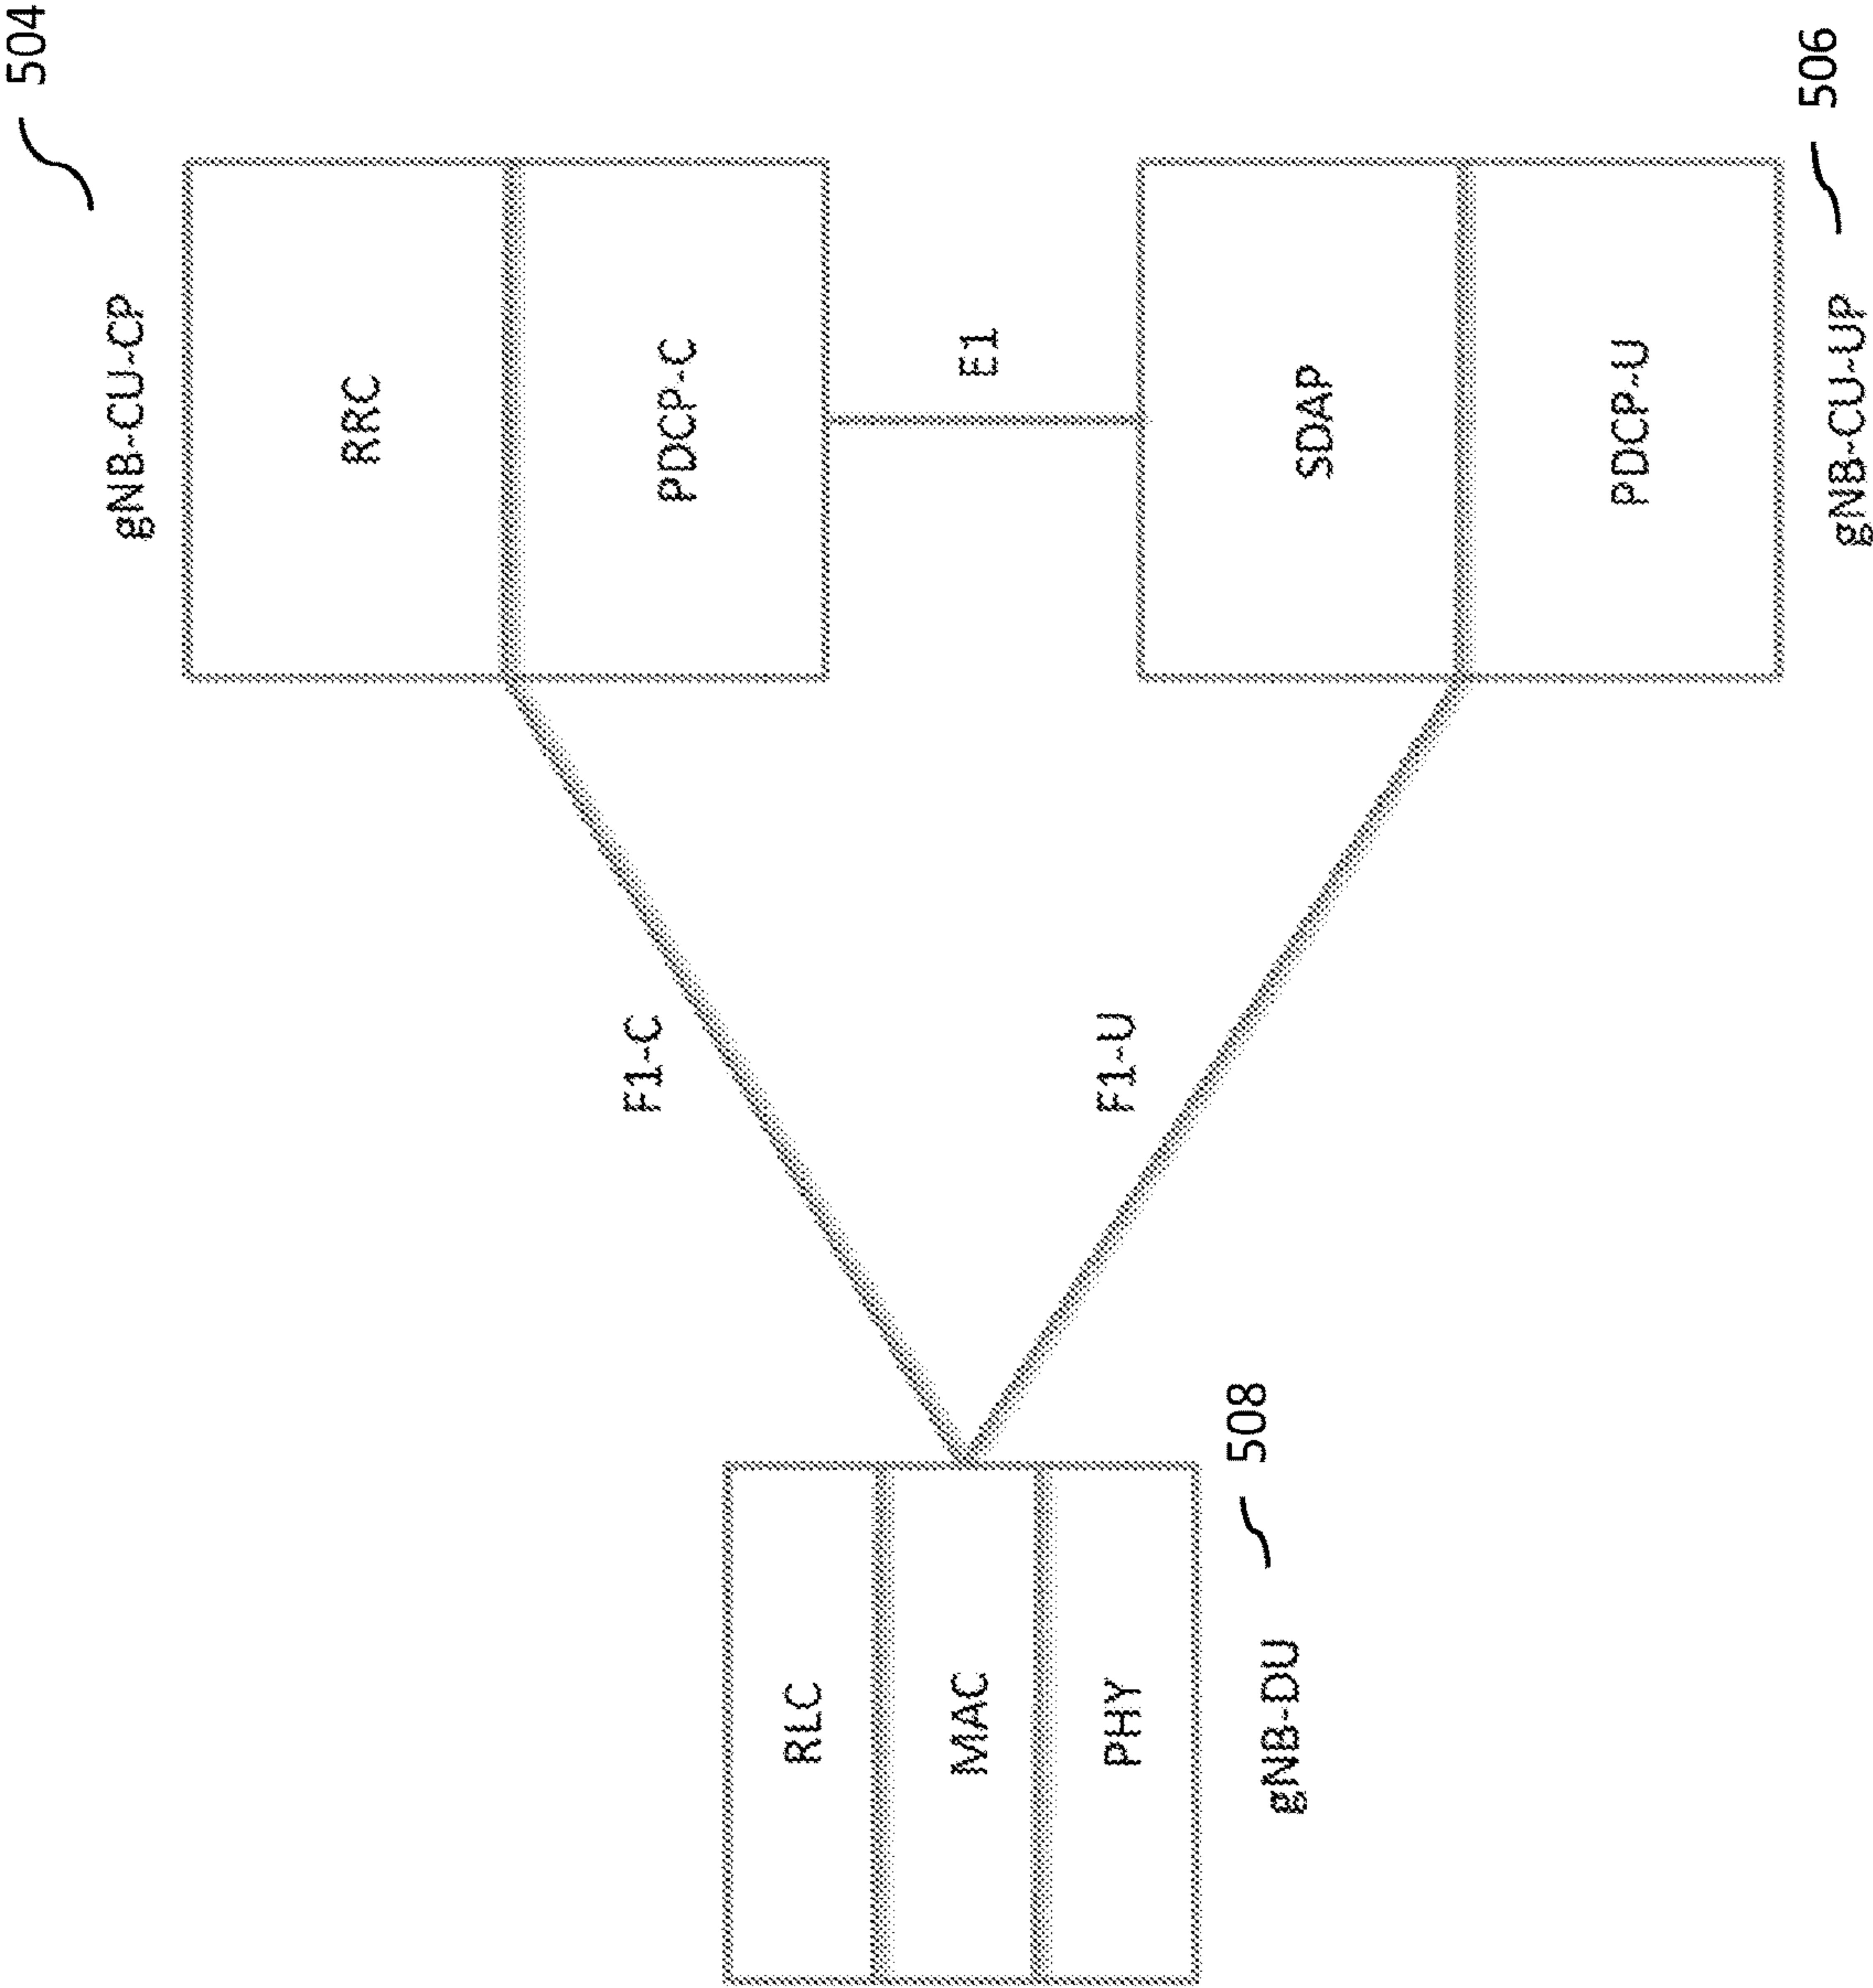 504
gNB-CU-CP
RRC
PDCP-C
E1
SDAP
PDCP-U
gNB-CU-UP
506
F1-C
F1-U
508
RLC
MAC
PHY
gNB-DU